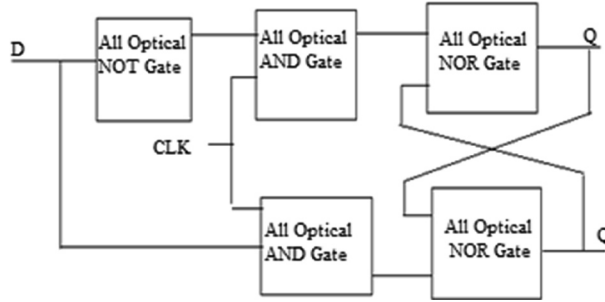 D
All Optical
NOT Gate
All Optical
AND Gate
All Optical
NOR Gate
Q
CLK
All Optical
AND Gate
All Optical
NOR Gate
Q